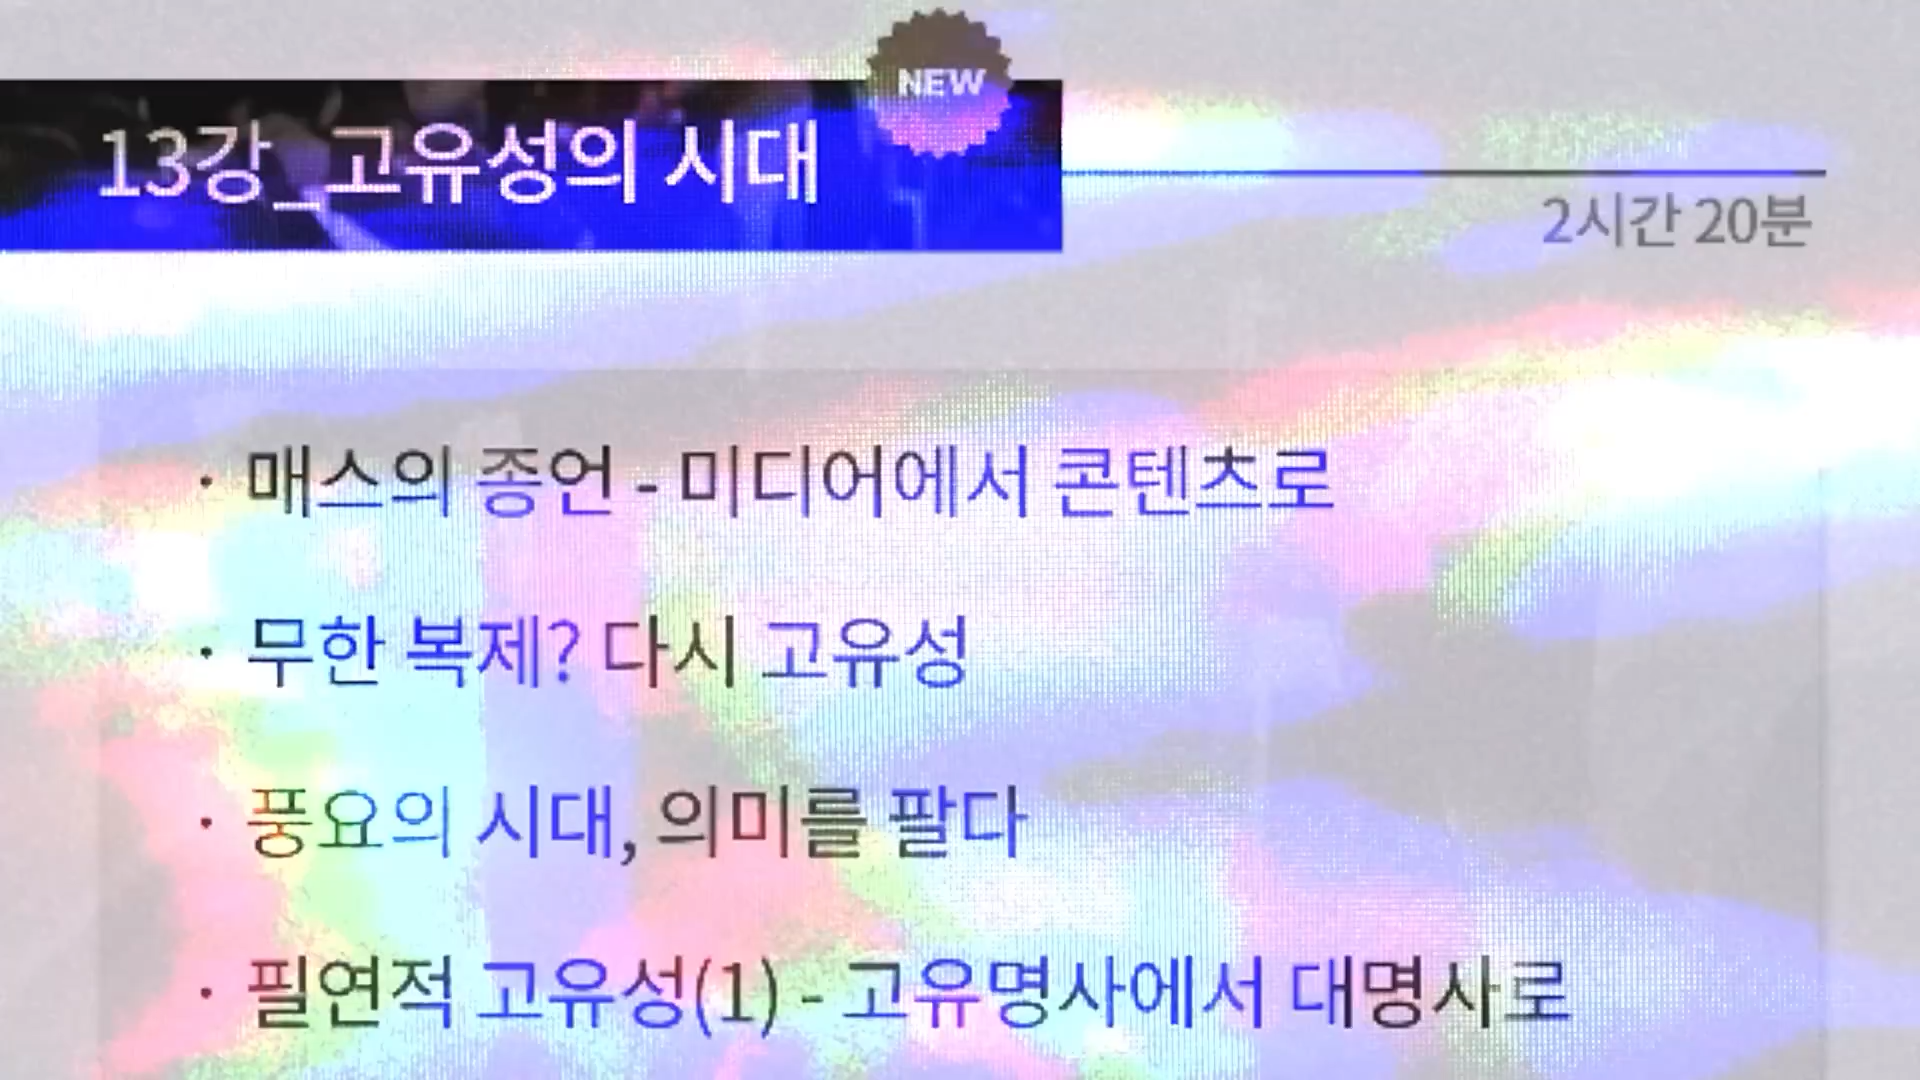 NEW
13강_고유성의 시대
2시간 20분
· 매스의 종언 - 미디어에서 콘텐츠로
· 무한 복제? 다시 고유성
· 풍요의 시대, 의미를 팔다
· 필연적 고유성(1) - 고유명사에서 대명사로